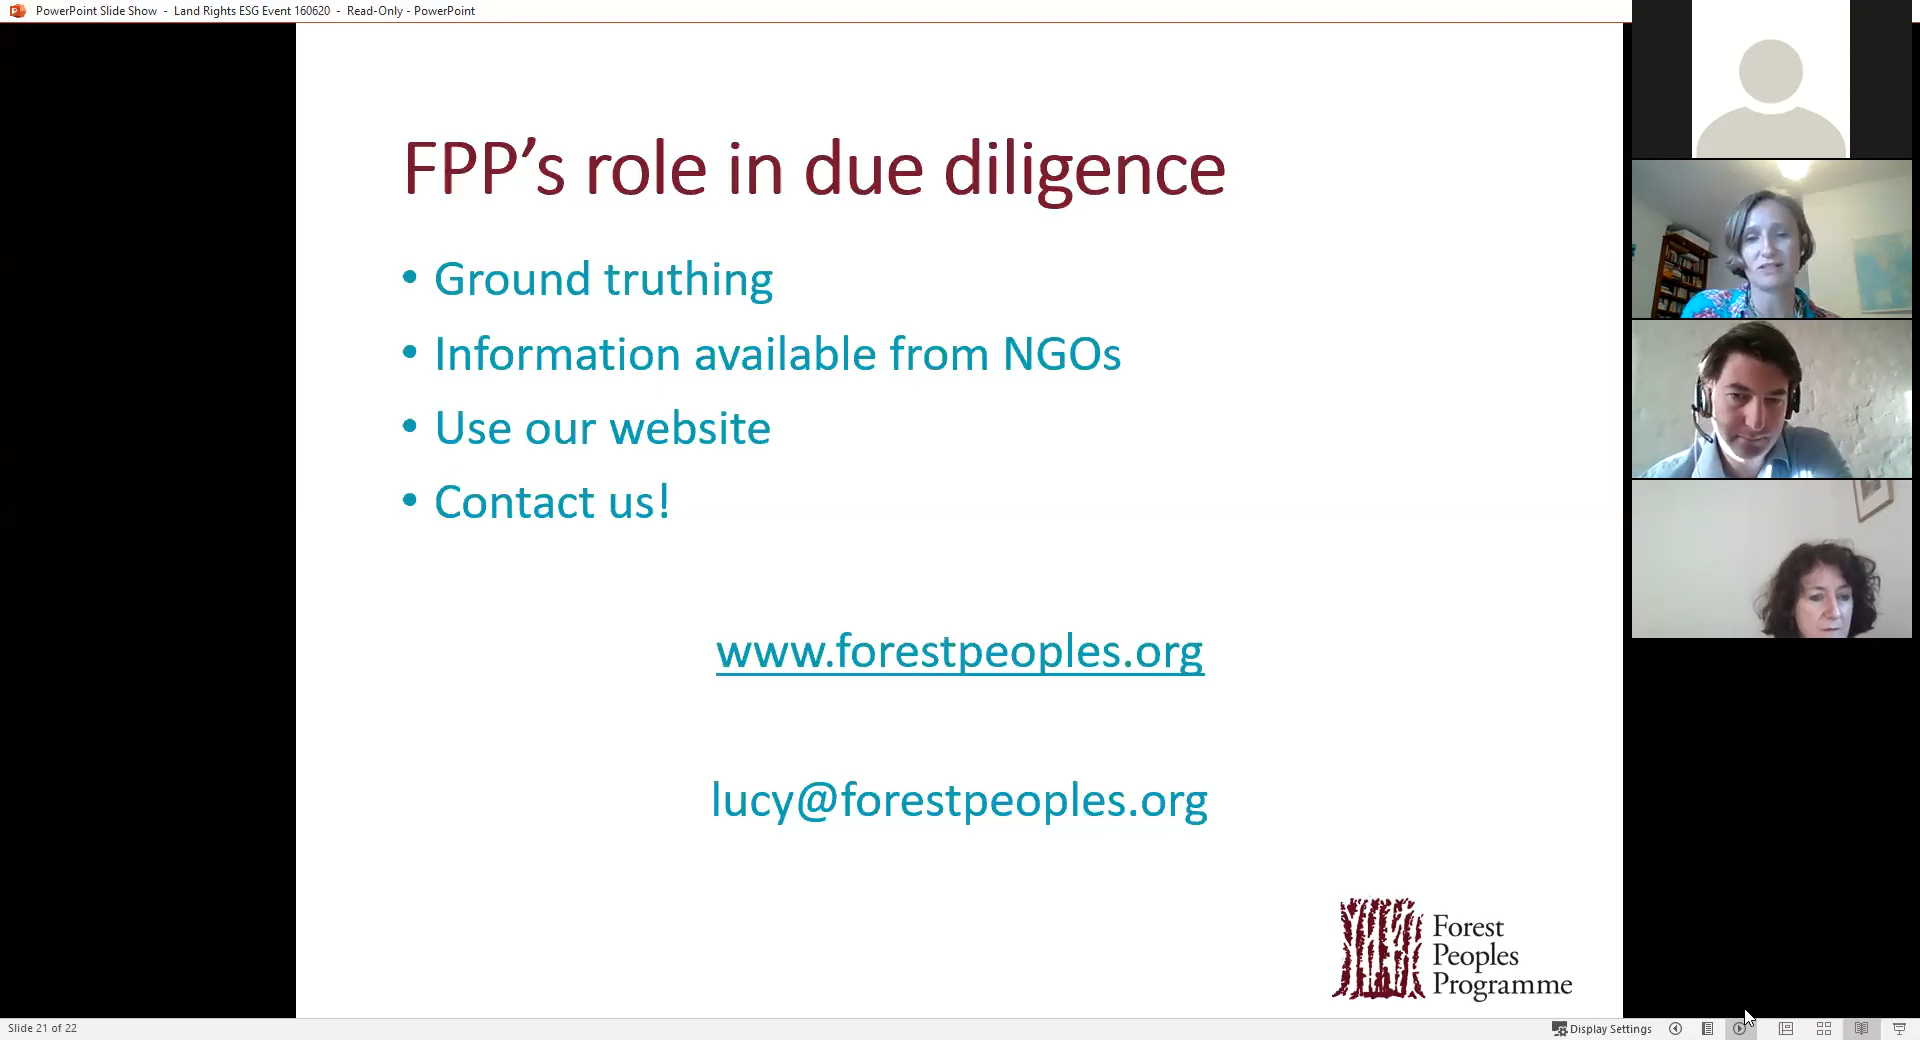 PowerPoint Slide Show - Land Rights ESG Event 160620 - Read-Only - PowerPoint
FPP’s role in due diligence
• Ground truthing
• Information available from NGOs
• Use our website
• Contact us!
www.forestpeoples.org
lucy@forestpeoples.org
Forest
Peoples
Programme
Slide 21 of 22
Display Settings